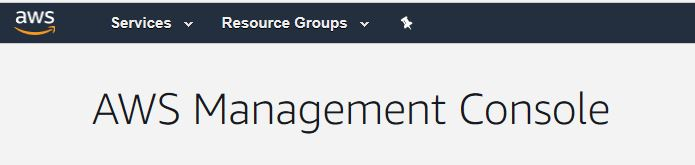 aws
Services Resource Groups
AWS Management Console